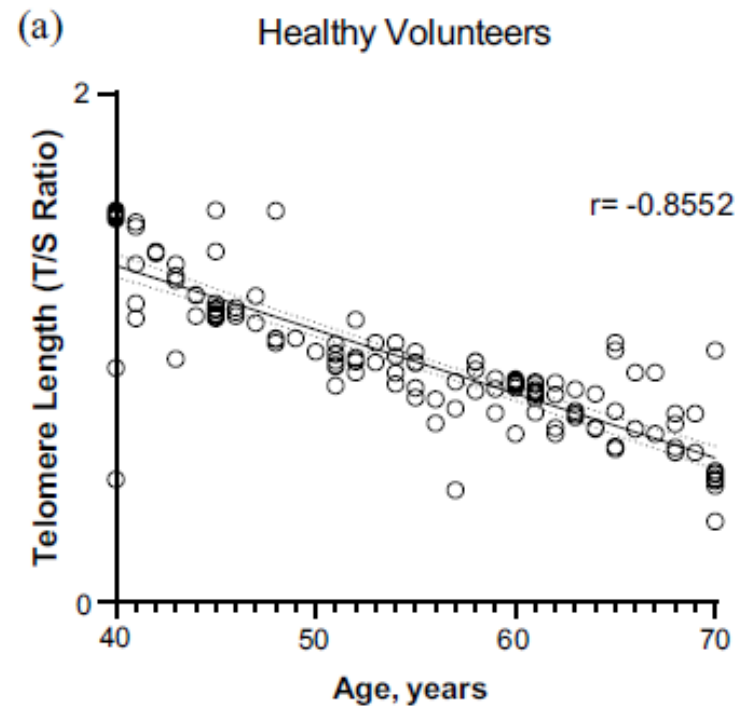 (a)
Healthy Volunteers
2
r= -0.8552
Telomere Length (T/S Ratio)
0
40 50 60 70
Age, years